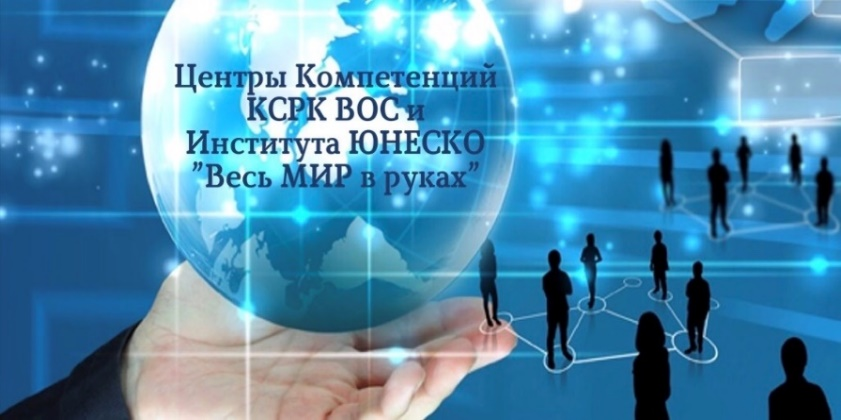 Центры Компетенций
КСРК ВОС и
Института ЮНЕСКО
"Весь МИР в руках"